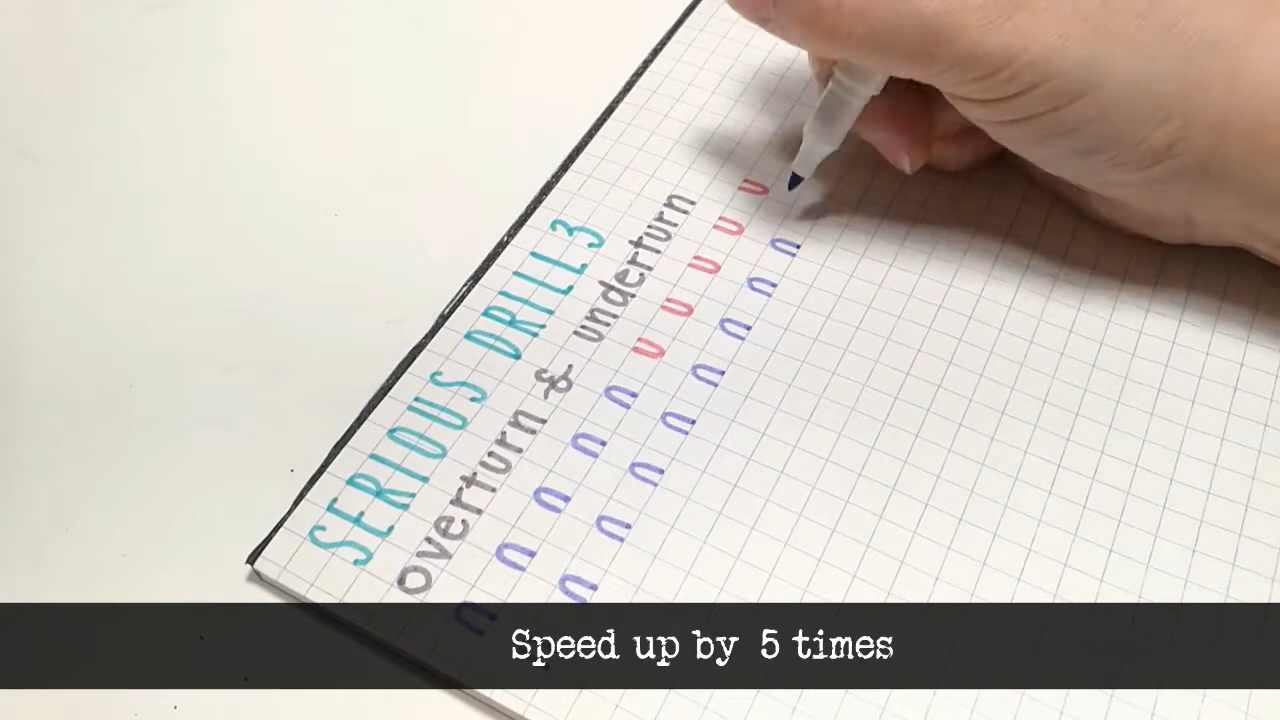 SERIOUS DRILL 3
overturn & underturn
n n n n n u u u u u
n n n n n n n n
Speed up by 5 times